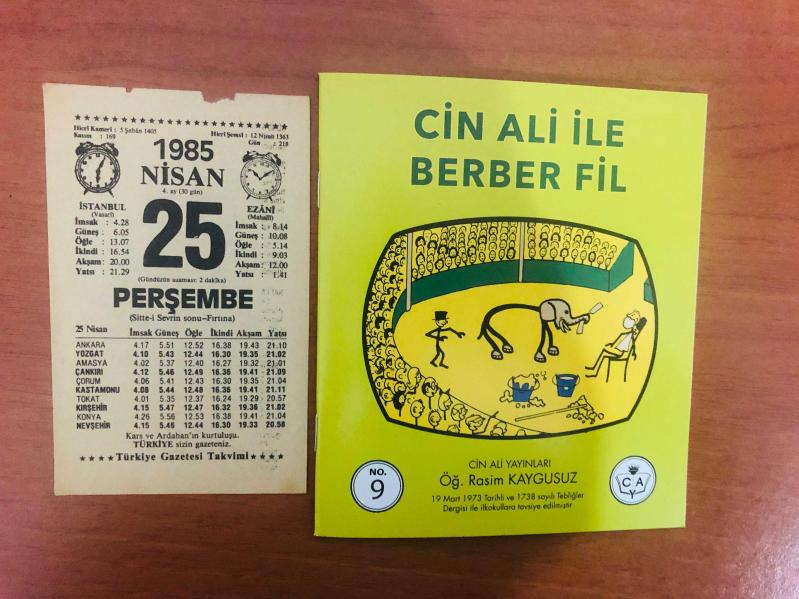 Hicrî Kamerî : 5 Şâbân 1405
Kasım : 169
Hicrî Şemsî : 12 Nisan 1363
Gün : 218
1985
NİSAN
4. ay (30 gün)
25
İSTANBUL
(Vasatî)
İmsak : 4.28
Güneş : 6.05
Öğle : 13.07
İkindi : 16.54
Akşam : 20.00
Yatsı : 21.29
EZÂNÎ
(Mahallî)
İmsak : 8.14
Güneş : 10.08
Öğle : 5.14
İkindi : 9.03
Akşam : 12.00
Yatsı : 1.41
(Gündüzün uzaması: 2 dakika)
PERŞEMBE
(Sitte-i Sevrin sonu-Fırtına)
25 Nisan İmsak Güneş Öğle İkindi Akşam Yatsı
ANKARA 4.17 5.51 12.52 16.38 19.43 21.10
YOZGAT 4.10 5.43 12.44 16.30 19.35 21.02
AMASYA 4.02 5.37 12.40 16.27 19.32 21.01
ÇANKIRI 4.12 5.46 12.49 16.36 19.41 21.09
ÇORUM 4.06 5.41 12.43 16.30 19.35 21.04
KASTAMONU 4.08 5.44 12.48 16.36 19.41 21.11
TOKAT 4.01 5.35 12.37 16.24 19.29 20.57
KIRŞEHİR 4.15 5.47 12.47 16.32 19.36 21.02
KONYA 4.26 5.56 12.53 16.38 19.41 21.04
NEVŞEHİR 4.15 5.46 12.44 16.30 19.33 20.58
Kars ve Ardahan'ın kurtuluşu.
TÜRKİYE sizin gazeteniz.
Türkiye Gazetesi Takvimi
CİN ALİ İLE
BERBER FİL
NO.
9
CİN ALİ YAYINLARI
Öğ. Rasim KAYGUSUZ
19 Mart 1973 Tarihli ve 1738 sayılı Tebliğler
Dergisi ile ilkokullara tavsiye edilmiştir
C A
Y